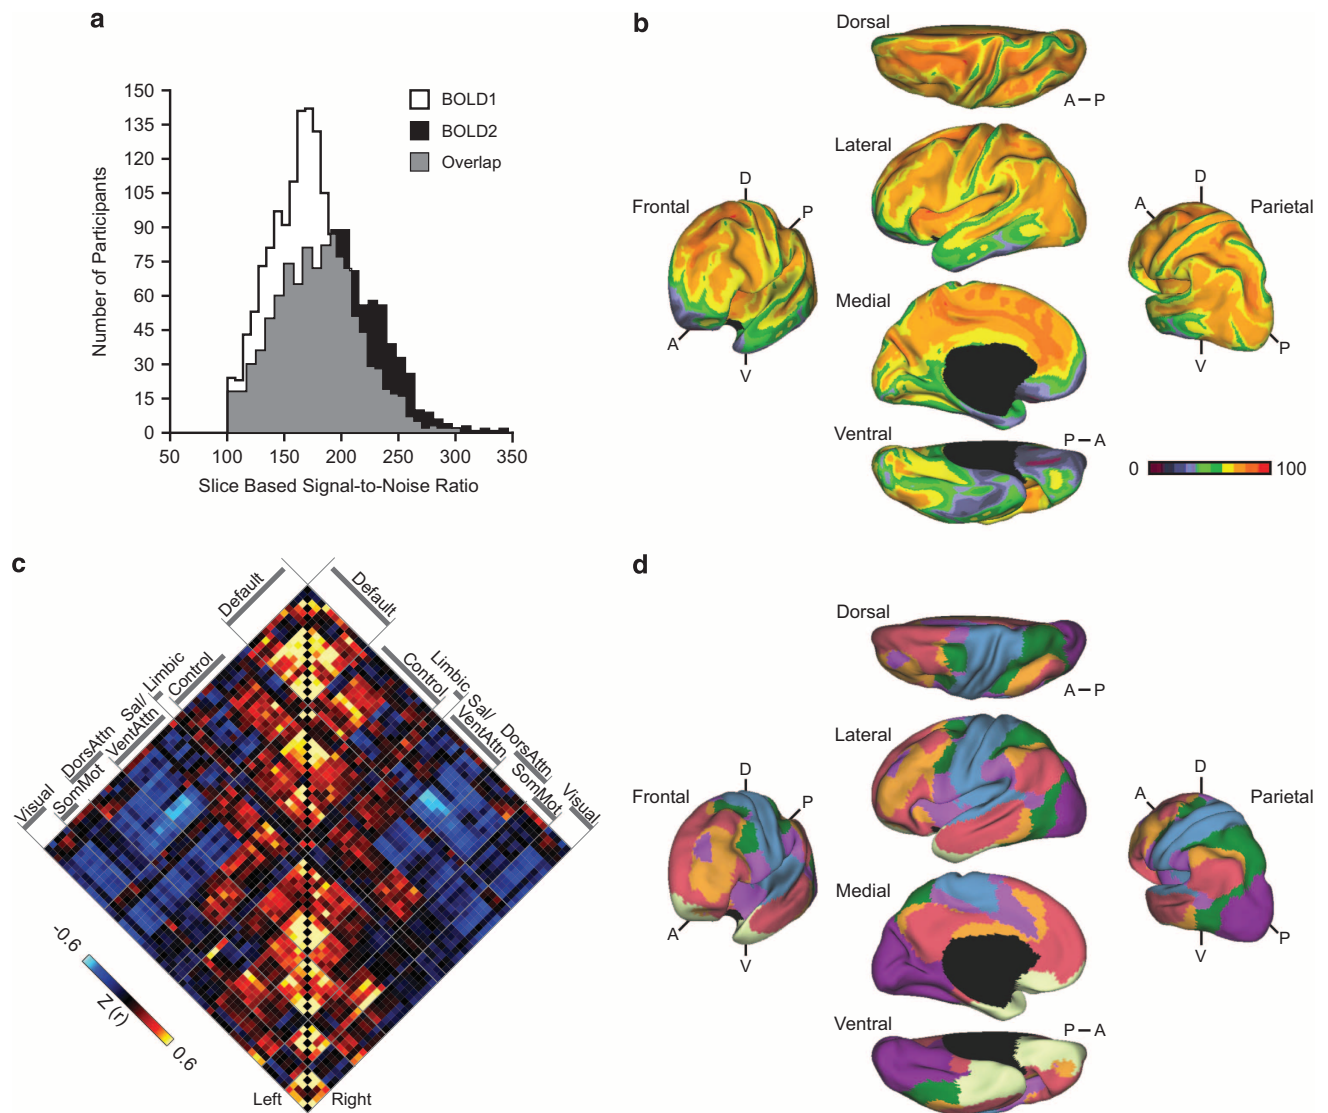 a
150
135
120
105
90
75
60
45
30
15
0
Number of Participants
50 100 150 200 250 300 350
Slice Based Signal-to-Noise Ratio
BOLD1
BOLD2
Overlap
b
Dorsal
A – P
Lateral
Frontal
D
P
A
V
D
A
Parietal
P
V
Medial
Ventral
P – A
0 100
c
Default
Default
Control
Limbic
Sal/
VentAttn
DorsAttn
SomMot
Visual
Control
Limbic
Sal/
VentAttn
DorsAttn
SomMot
Visual
-0.6
Z (r)
0.6
Left
Right
d
Dorsal
A – P
Lateral
Frontal
D
P
A
V
D
A
Parietal
P
V
Medial
Ventral
P – A